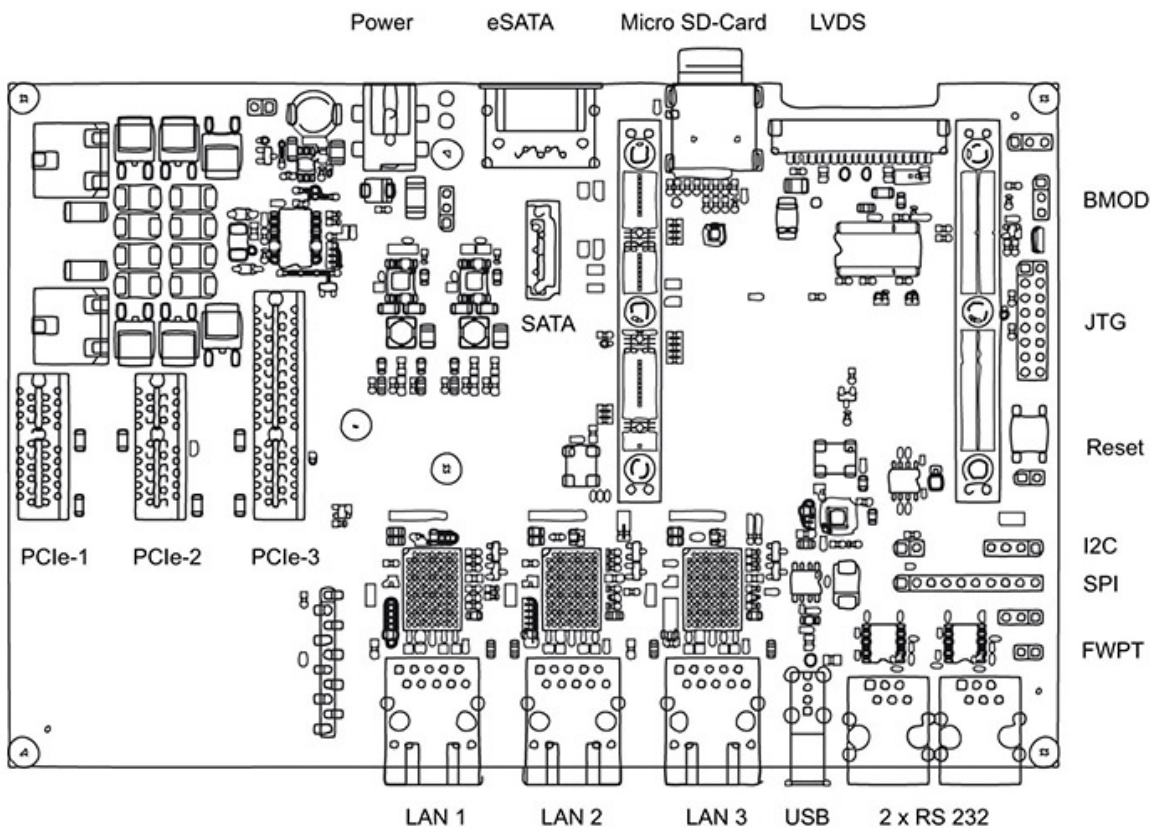 Power eSATA Micro SD-Card LVDS
BMOD
SATA
JTG
Reset
PCIe-1 PCIe-2 PCIe-3
I2C
SPI
FWPT
LAN 1 LAN 2 LAN 3 USB 2 x RS 232